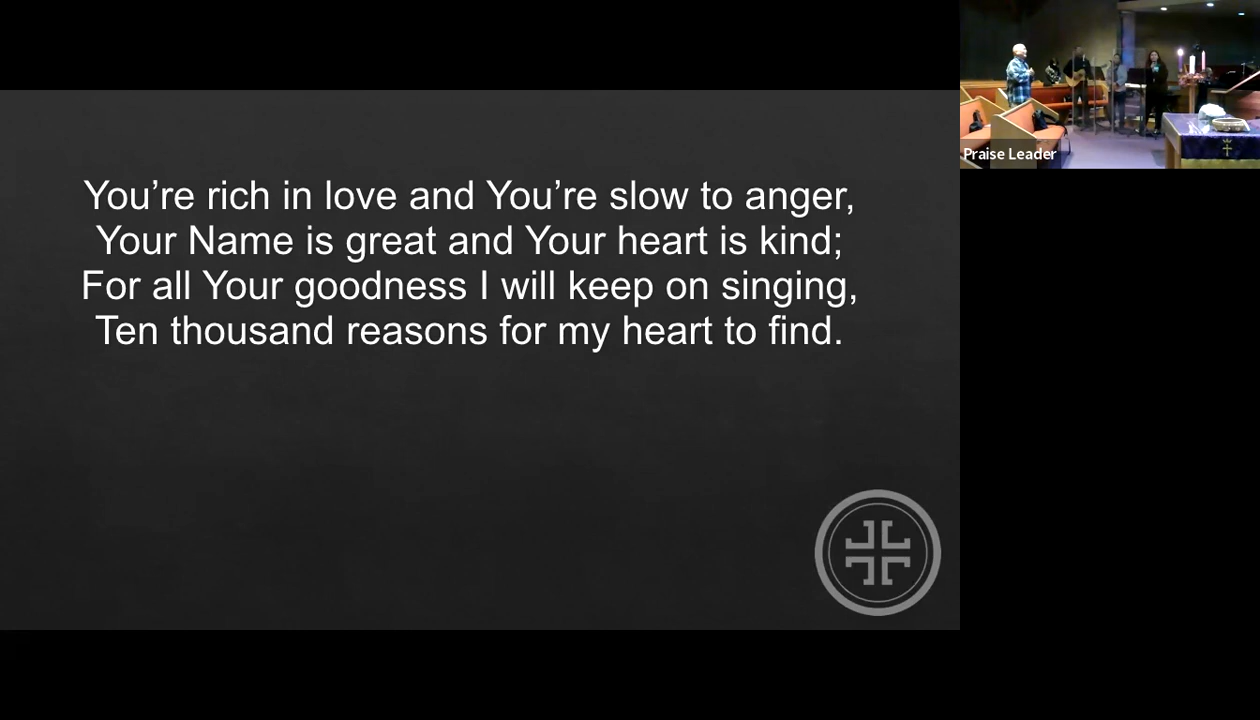 You’re rich in love and You’re slow to anger,
Your Name is great and Your heart is kind;
For all Your goodness I will keep on singing,
Ten thousand reasons for my heart to find.
Praise Leader